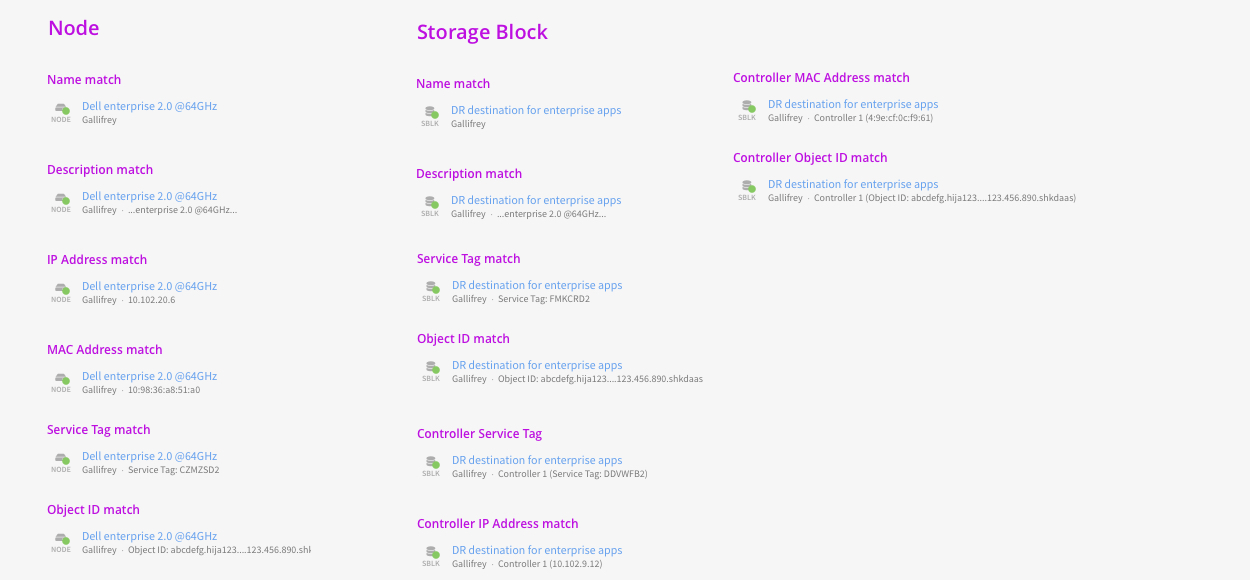 Node
Name match
Dell enterprise 2.0 @64GHz
NODE
Gallifrey
Description match
Dell enterprise 2.0 @64GHz
NODE
Gallifrey · ...enterprise 2.0 @64GHz...
IP Address match
Dell enterprise 2.0 @64GHz
NODE
Gallifrey · 10.102.20.6
MAC Address match
Dell enterprise 2.0 @64GHz
NODE
Gallifrey · 10:98:36:a8:51:a0
Service Tag match
Dell enterprise 2.0 @64GHz
NODE
Gallifrey · Service Tag: CZMZSD2
Object ID match
Dell enterprise 2.0 @64GHz
NODE
Gallifrey · Object ID: abcdefg.hija123....123.456.890.shk
Storage Block
Name match
DR destination for enterprise apps
SBLK
Gallifrey
Description match
DR destination for enterprise apps
SBLK
Gallifrey · ...enterprise 2.0 @64GHz...
Service Tag match
DR destination for enterprise apps
SBLK
Gallifrey · Service Tag: FMKCRD2
Object ID match
DR destination for enterprise apps
SBLK
Gallifrey · Object ID: abcdefg.hija123....123.456.890.shkdaas
Controller Service Tag
DR destination for enterprise apps
SBLK
Gallifrey · Controller 1 (Service Tag: DDVWFB2)
Controller IP Address match
DR destination for enterprise apps
SBLK
Gallifrey · Controller 1 (10.102.9.12)
Controller MAC Address match
DR destination for enterprise apps
SBLK
Gallifrey · Controller 1 (4:9e:cf:0c:f9:61)
Controller Object ID match
DR destination for enterprise apps
SBLK
Gallifrey · Controller 1 (Object ID: abcdefg.hija123....123.456.890.shkdaas)